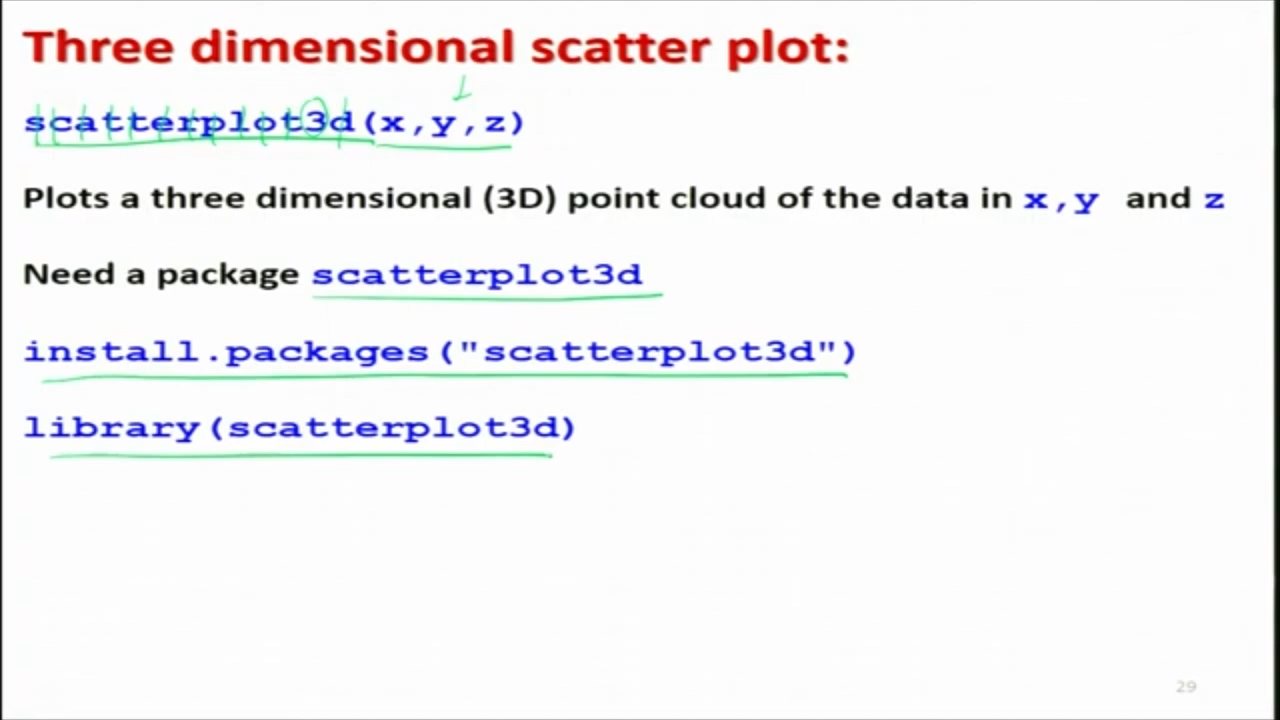 Three dimensional scatter plot:
scatterplot3d(x,y,z)
Plots a three dimensional (3D) point cloud of the data in x,y and z
Need a package scatterplot3d
install.packages("scatterplot3d")
library(scatterplot3d)
29